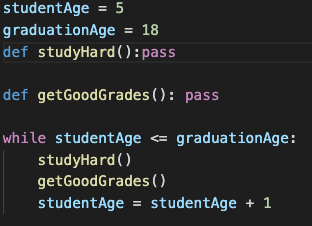 studentAge = 5
graduationAge = 18
def studyHard():pass
def getGoodGrades(): pass
while studentAge <= graduationAge:
    studyHard()
    getGoodGrades()
    studentAge = studentAge + 1